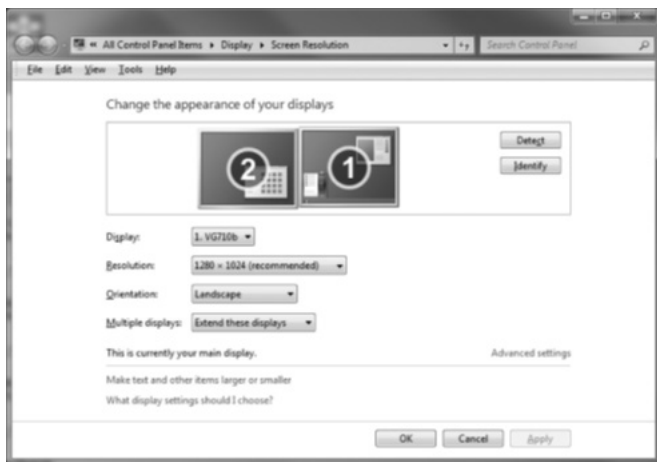 « All Control Panel Items ▸ Display ▸ Screen Resolution
Search Control Panel
File Edit View Tools Help
Change the appearance of your displays
2 1
Detect
Identify
Display: 1. VG710b
Resolution: 1280 × 1024 (recommended)
Orientation: Landscape
Multiple displays: Extend these displays
This is currently your main display. Advanced settings
Make text and other items larger or smaller
What display settings should I choose?
OK Cancel Apply